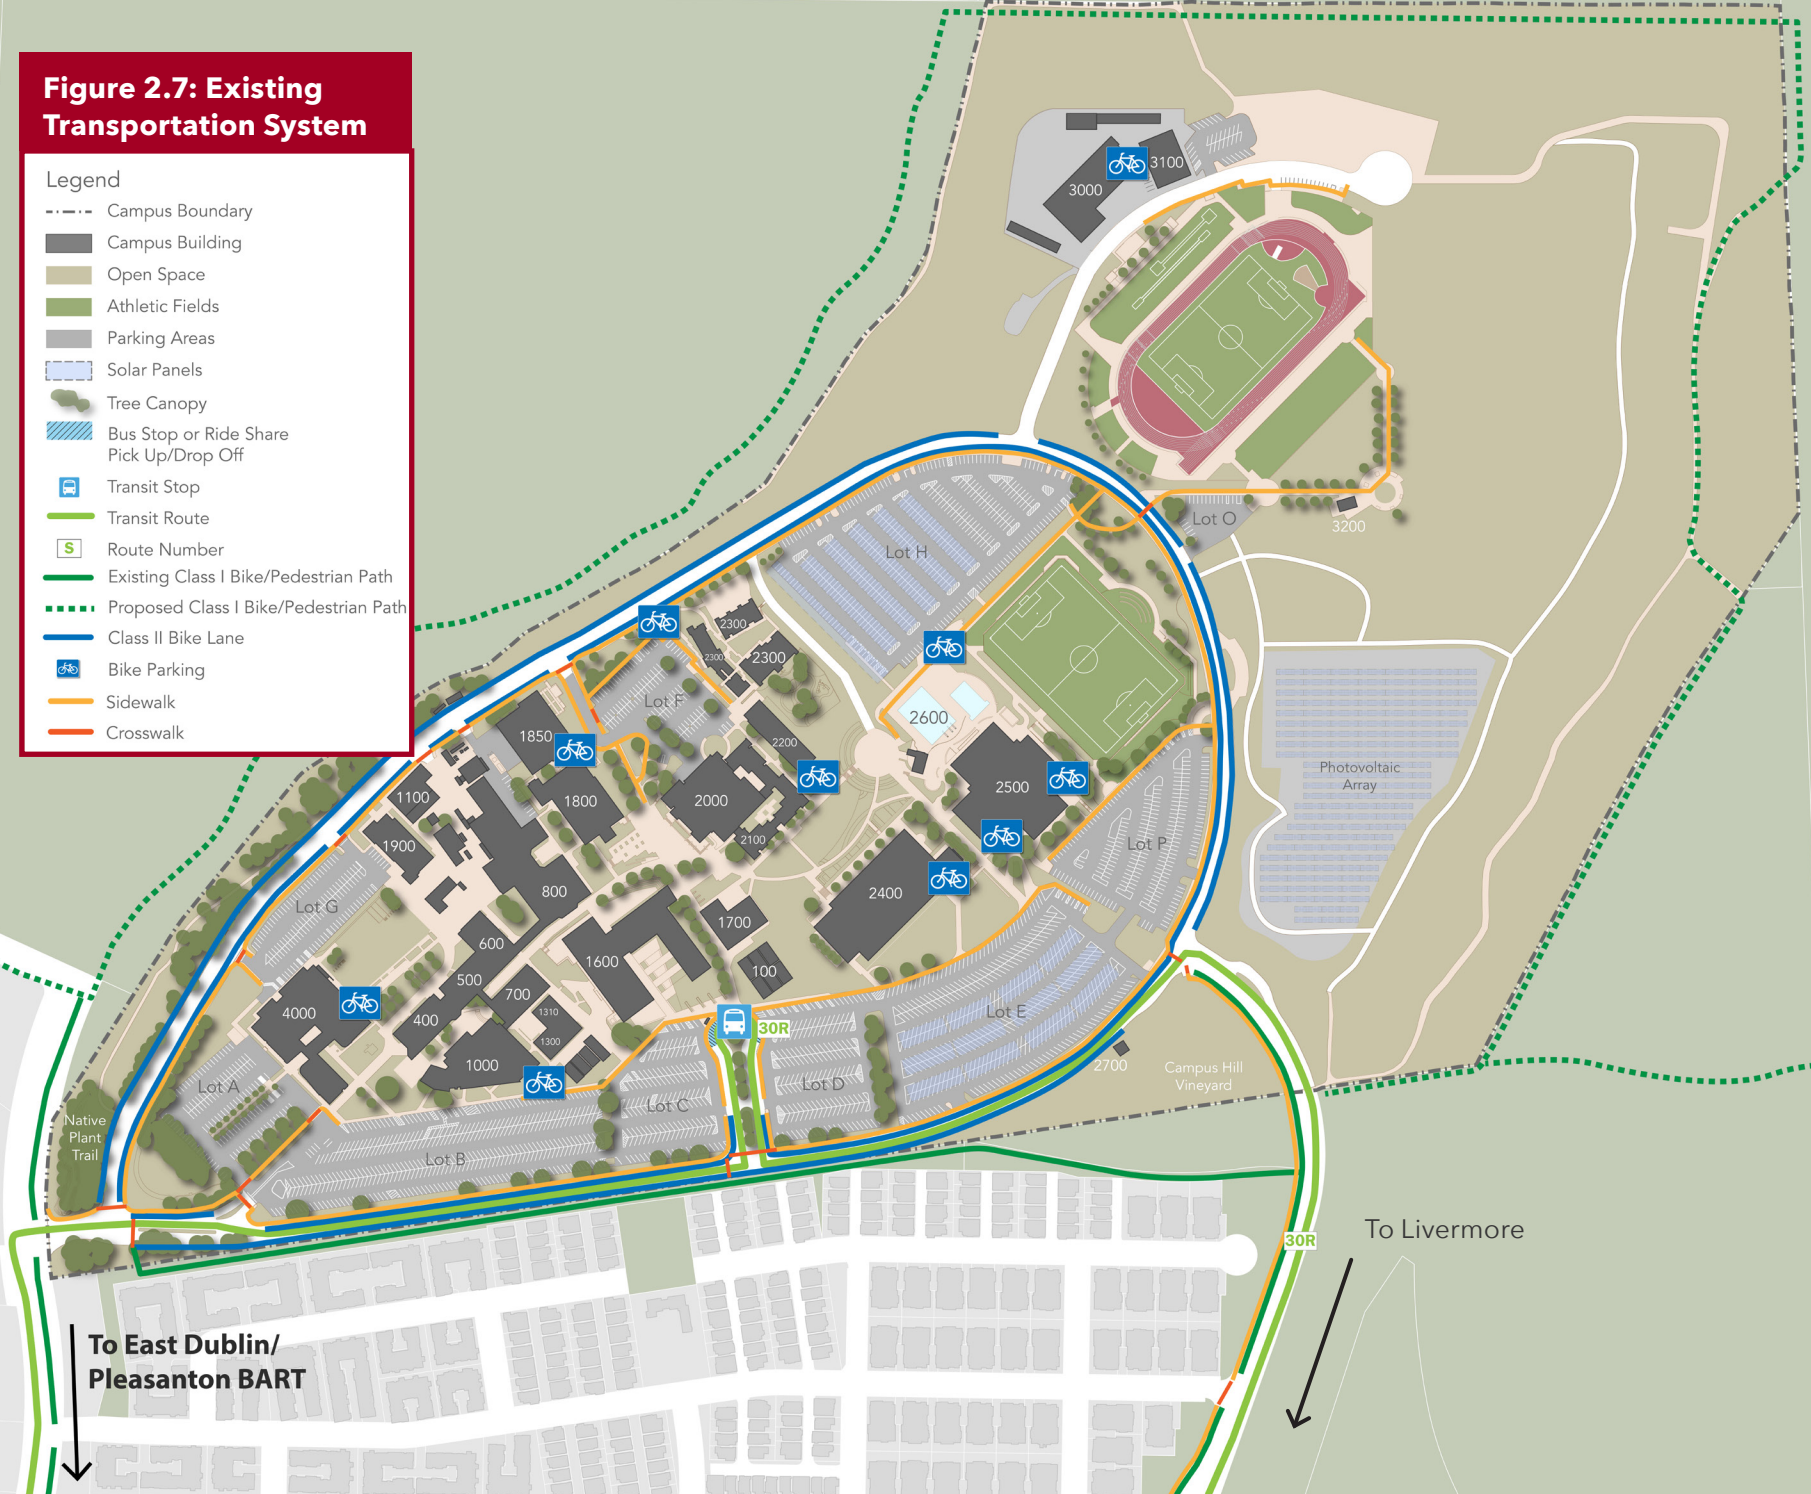 Figure 2.7: Existing
Transportation System
Legend
Campus Boundary
Campus Building
Open Space
Athletic Fields
Parking Areas
Solar Panels
Tree Canopy
Bus Stop or Ride Share
Pick Up/Drop Off
Transit Stop
Transit Route
S
Route Number
Existing Class I Bike/Pedestrian Path
Proposed Class I Bike/Pedestrian Path
Class II Bike Lane
Bike Parking
Sidewalk
Crosswalk
3100
3000
Lot O
3200
Lot H
2300
2300
2300
Lot F
2600
1850
2200
Photovoltaic
Array
2500
1100
1800
2000
2100
1900
Lot P
800
2400
Lot G
1700
600
1600
100
500
700
4000
400
1310
1300
Lot E
30R
1000
2700
Campus Hill
Vineyard
Lot A
Lot D
Lot C
Native
Plant
Trail
Lot B
To Livermore
30R
To East Dublin/
Pleasanton BART